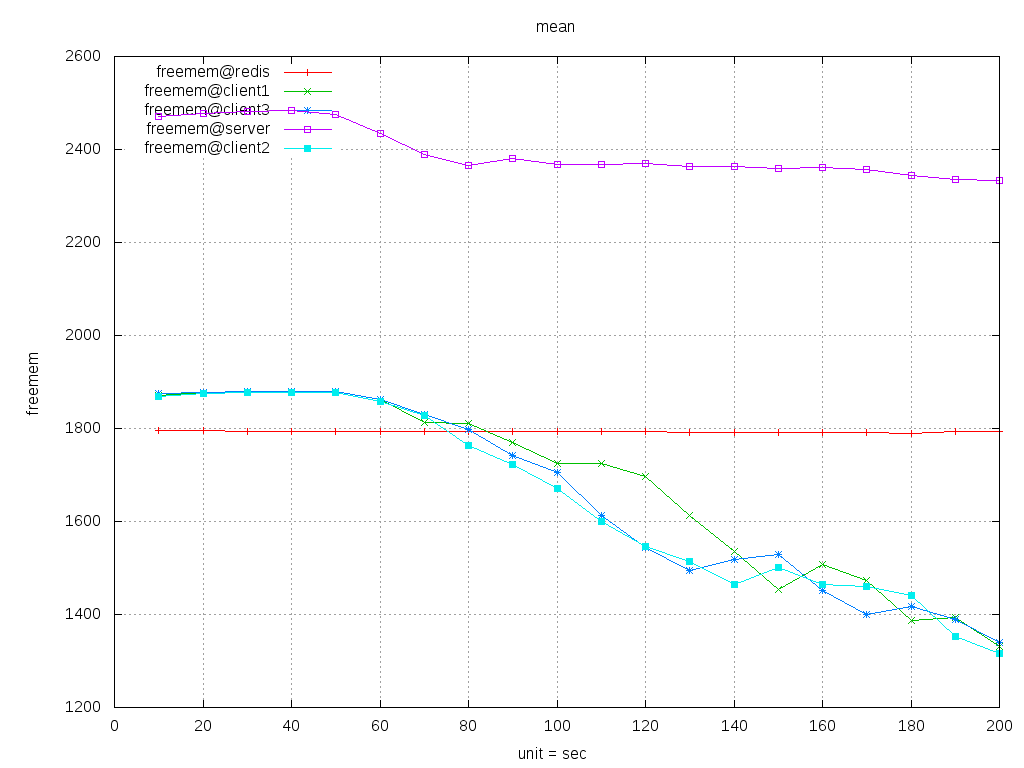 mean
freemem@redis
freemem@client1
freemem@client3
freemem@server
freemem@client2
2600
2400
2200
2000
1800
1600
1400
1200
freemem
0 20 40 60 80 100 120 140 160 180 200
unit = sec